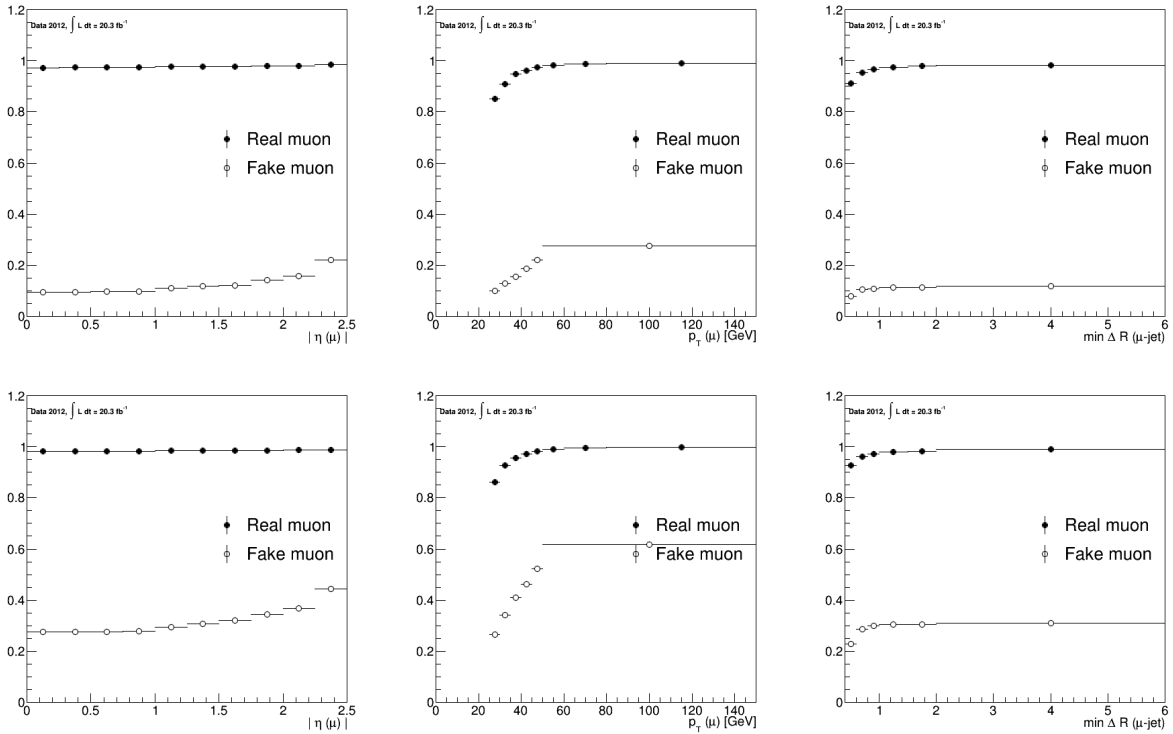 1.2
Data 2012, ∫ L dt = 20.3 fb⁻¹
1
0.8
Real muon
0.6
Fake muon
0.4
0.2
0
0 0.5 1 1.5 2 2.5
| η (μ) |
1.2
Data 2012, ∫ L dt = 20.3 fb⁻¹
1
0.8
Real muon
0.6
Fake muon
0.4
0.2
0
0 20 40 60 80 100 120 140
p_T (μ) [GeV]
1.2
Data 2012, ∫ L dt = 20.3 fb⁻¹
1
0.8
Real muon
0.6
Fake muon
0.4
0.2
0
1 2 3 4 5 6
min Δ R (μ-jet)
1.2
Data 2012, ∫ L dt = 20.3 fb⁻¹
1
0.8
Real muon
0.6
Fake muon
0.4
0.2
0
0 0.5 1 1.5 2 2.5
| η (μ) |
1.2
Data 2012, ∫ L dt = 20.3 fb⁻¹
1
0.8
Real muon
0.6
Fake muon
0.4
0.2
0
0 20 40 60 80 100 120 140
p_T (μ) [GeV]
1.2
Data 2012, ∫ L dt = 20.3 fb⁻¹
1
0.8
Real muon
0.6
Fake muon
0.4
0.2
0
1 2 3 4 5 6
min Δ R (μ-jet)